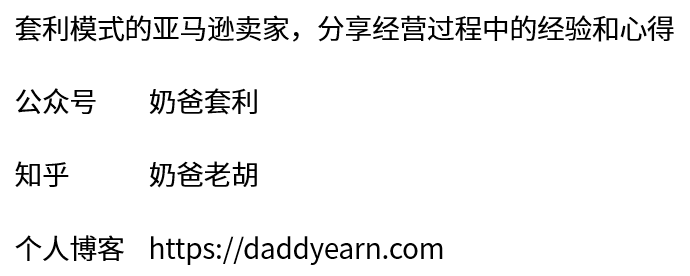 套利模式的亚马逊卖家，分享经营过程中的经验和心得
公众号 奶爸套利
知乎 奶爸老胡
个人博客 https://daddyearn.com